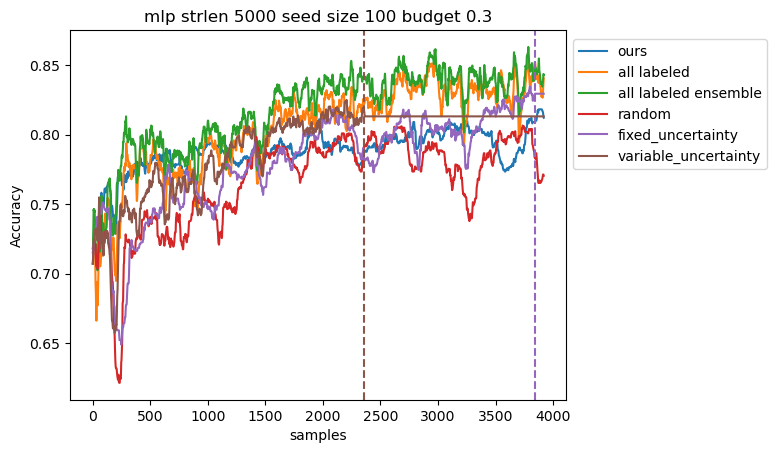 mlp strlen 5000 seed size 100 budget 0.3
Accuracy
0.85
0.80
0.75
0.70
0.65
0
500
1000
1500
2000
2500
3000
3500
4000
samples
ours
all labeled
all labeled ensemble
random
fixed_uncertainty
variable_uncertainty